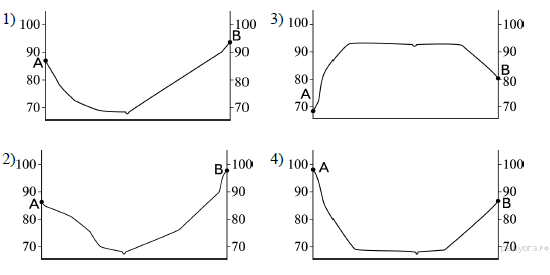 1) 100 100 3) 100 100
B
90 90 90 90
A
80 80 B
A 80 80
70 70 70 70
2) 100 B 100 4) 100 A 100
90 90 90 90
A B
80 80 80 80
70 70 70 70